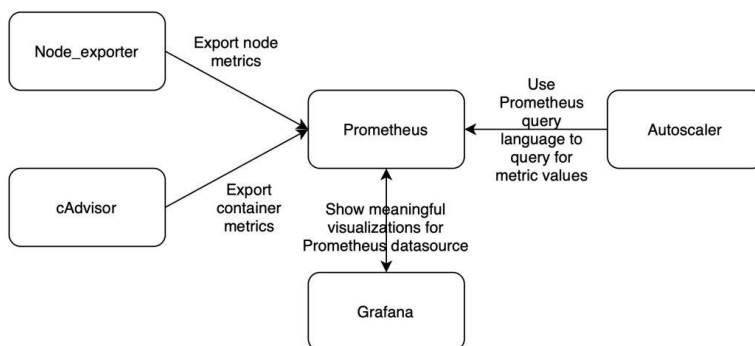 Node_exporter
Export node
metrics
Prometheus
Use
Prometheus
query
language to
query for
metric values
Autoscaler
cAdvisor
Export
container
metrics
Show meaningful
visualizations for
Prometheus datasource
Grafana